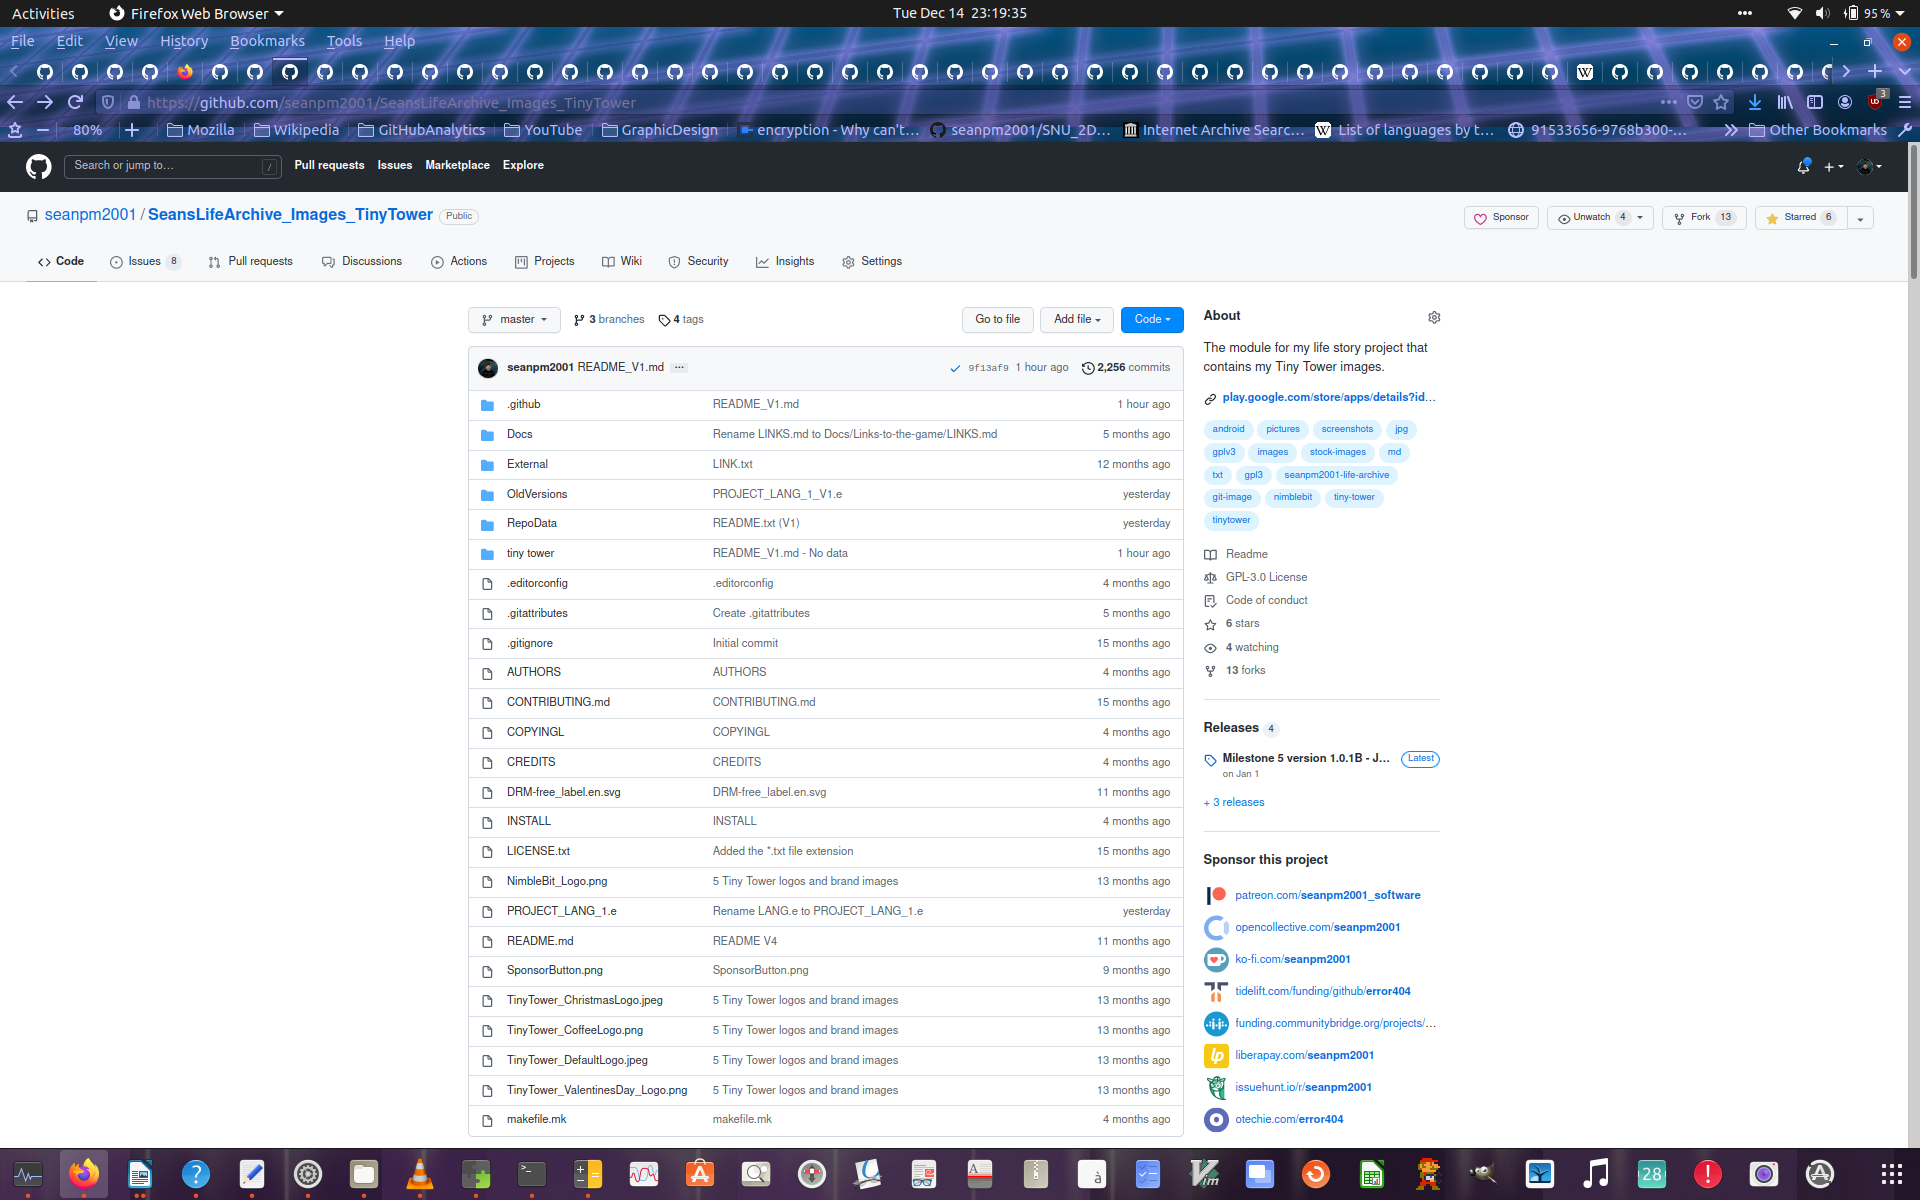 Activities Firefox Web Browser Tue Dec 14 23:19:35 95 %
File Edit View History Bookmarks Tools Help
https://github.com/seanpm2001/SeansLifeArchive_Images_TinyTower 3
80% Mozilla Wikipedia GitHubAnalytics YouTube GraphicDesign encryption - Why can't… seanpm2001/SNU_2D… Internet Archive Searc… List of languages by t… 91533656-9768b300-… Other Bookmarks
Search or jump to… / Pull requests Issues Marketplace Explore
seanpm2001 / SeansLifeArchive_Images_TinyTower Public Sponsor Unwatch 4 Fork 13 Starred 6
Code Issues 8 Pull requests Discussions Actions Projects Wiki Security Insights Settings
master 3 branches 4 tags Go to file Add file Code
seanpm2001 README_V1.md ... 9f13af9 1 hour ago 2,256 commits
.github README_V1.md 1 hour ago
Docs Rename LINKS.md to Docs/Links-to-the-game/LINKS.md 5 months ago
External LINK.txt 12 months ago
OldVersions PROJECT_LANG_1_V1.e yesterday
RepoData README.txt (V1) yesterday
tiny tower README_V1.md - No data 1 hour ago
.editorconfig .editorconfig 4 months ago
.gitattributes Create .gitattributes 5 months ago
.gitignore Initial commit 15 months ago
AUTHORS AUTHORS 4 months ago
CONTRIBUTING.md CONTRIBUTING.md 15 months ago
COPYINGL COPYINGL 4 months ago
CREDITS CREDITS 4 months ago
DRM-free_label.en.svg DRM-free_label.en.svg 11 months ago
INSTALL INSTALL 4 months ago
LICENSE.txt Added the *.txt file extension 15 months ago
NimbleBit_Logo.png 5 Tiny Tower logos and brand images 13 months ago
PROJECT_LANG_1.e Rename LANG.e to PROJECT_LANG_1.e yesterday
README.md README V4 11 months ago
SponsorButton.png SponsorButton.png 9 months ago
TinyTower_ChristmasLogo.jpeg 5 Tiny Tower logos and brand images 13 months ago
TinyTower_CoffeeLogo.png 5 Tiny Tower logos and brand images 13 months ago
TinyTower_DefaultLogo.jpeg 5 Tiny Tower logos and brand images 13 months ago
TinyTower_ValentinesDay_Logo.png 5 Tiny Tower logos and brand images 13 months ago
makefile.mk makefile.mk 4 months ago
About
The module for my life story project that
contains my Tiny Tower images.
play.google.com/store/apps/details?id…
android pictures screenshots jpg
gplv3 images stock-images md
txt gpl3 seanpm2001-life-archive
git-image nimblebit tiny-tower
tinytower
Readme
GPL-3.0 License
Code of conduct
6 stars
4 watching
13 forks
Releases 4
Milestone 5 version 1.0.1B - J… Latest
on Jan 1
+ 3 releases
Sponsor this project
patreon.com/seanpm2001_software
opencollective.com/seanpm2001
ko-fi.com/seanpm2001
tidelift.com/funding/github/error404
funding.communitybridge.org/projects/…
liberapay.com/seanpm2001
issuehunt.io/r/seanpm2001
otechie.com/error404
28